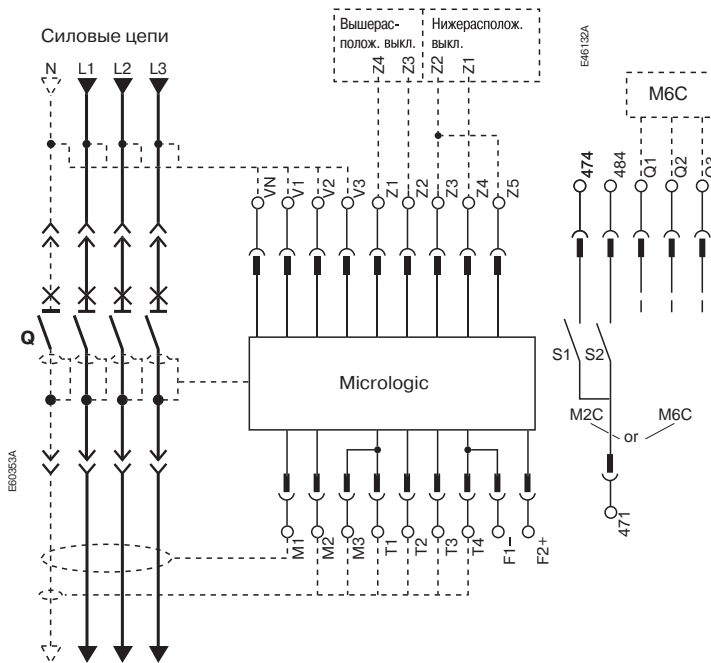 Силовые цепи
N L1 L2 L3
Вышерас-
полож. выкл.
Нижерасполож.
выкл.
Z4 Z3 Z2 Z1
E46132A
M6C
474 484 Q1 Q2 Q3
VN V1 V2 V3 Z1 Z2 Z3 Z4 Z5
Q
Micrologic
S1 S2
M2C or M6C
E60353A
471
M1 M2 M3 T1 T2 T3 T4 F1– F2+